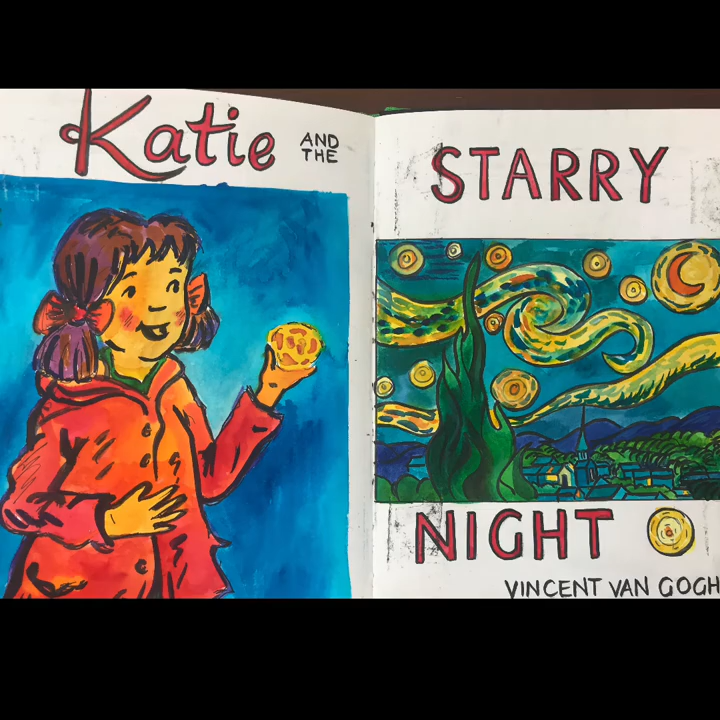 Katie AND
THE
STARRY
NIGHT
VINCENT VAN GOGH